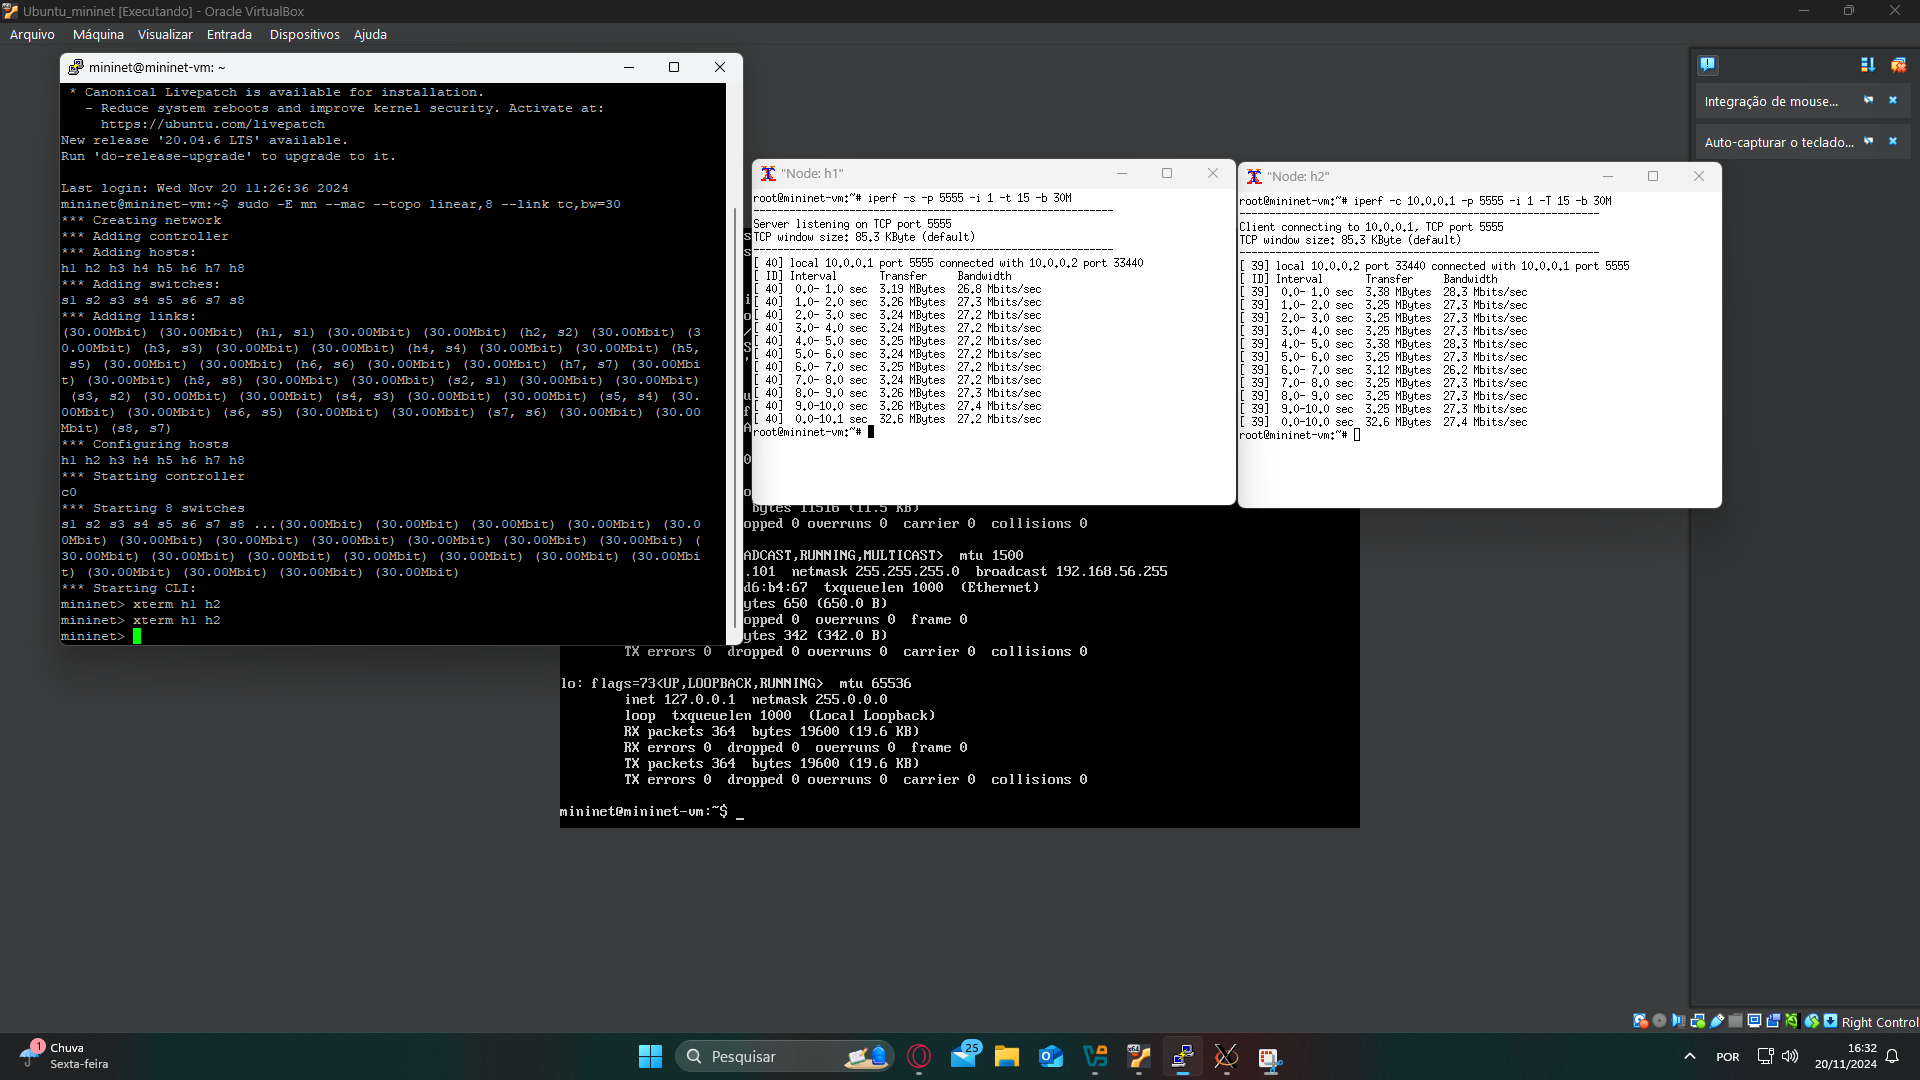 Ubuntu_mininet [Executando] - Oracle VirtualBox
Arquivo Máquina Visualizar Entrada Dispositivos Ajuda
mininet@mininet-vm: ~
* Canonical Livepatch is available for installation.
- Reduce system reboots and improve kernel security. Activate at:
https://ubuntu.com/livepatch
New release '20.04.6 LTS' available.
Run 'do-release-upgrade' to upgrade to it.
Last login: Wed Nov 20 11:26:36 2024
mininet@mininet-vm:~$ sudo -E mn --mac --topo linear,8 --link tc,bw=30
*** Creating network
*** Adding controller
*** Adding hosts:
h1 h2 h3 h4 h5 h6 h7 h8
*** Adding switches:
s1 s2 s3 s4 s5 s6 s7 s8
*** Adding links:
(30.00Mbit) (30.00Mbit) (h1, s1) (30.00Mbit) (30.00Mbit) (h2, s2) (30.00Mbit) (3
0.00Mbit) (h3, s3) (30.00Mbit) (30.00Mbit) (h4, s4) (30.00Mbit) (30.00Mbit) (h5,
s5) (30.00Mbit) (30.00Mbit) (h6, s6) (30.00Mbit) (30.00Mbit) (h7, s7) (30.00Mbi
t) (30.00Mbit) (h8, s8) (30.00Mbit) (30.00Mbit) (s2, s1) (30.00Mbit) (30.00Mbit)
(s3, s2) (30.00Mbit) (30.00Mbit) (s4, s3) (30.00Mbit) (30.00Mbit) (s5, s4) (30.
00Mbit) (30.00Mbit) (s6, s5) (30.00Mbit) (30.00Mbit) (s7, s6) (30.00Mbit) (30.00
Mbit) (s8, s7)
*** Configuring hosts
h1 h2 h3 h4 h5 h6 h7 h8
*** Starting controller
c0
*** Starting 8 switches
s1 s2 s3 s4 s5 s6 s7 s8 ...(30.00Mbit) (30.00Mbit) (30.00Mbit) (30.00Mbit) (30.0
0Mbit) (30.00Mbit) (30.00Mbit) (30.00Mbit) (30.00Mbit) (30.00Mbit) (30.00Mbit) (
30.00Mbit) (30.00Mbit) (30.00Mbit) (30.00Mbit) (30.00Mbit) (30.00Mbit) (30.00Mbi
t) (30.00Mbit) (30.00Mbit) (30.00Mbit) (30.00Mbit)
*** Starting CLI:
mininet> xterm h1 h2
mininet> xterm h1 h2
mininet>
"Node: h1"
root@mininet-vm:~# iperf -s -p 5555 -i 1 -t 15 -b 30M
------------------------------------------------------------
Server listening on TCP port 5555
TCP window size: 85.3 KByte (default)
------------------------------------------------------------
[ 40] local 10.0.0.1 port 5555 connected with 10.0.0.2 port 33440
[ ID] Interval Transfer Bandwidth
[ 40] 0.0- 1.0 sec 3.19 MBytes 26.8 Mbits/sec
[ 40] 1.0- 2.0 sec 3.26 MBytes 27.3 Mbits/sec
[ 40] 2.0- 3.0 sec 3.24 MBytes 27.2 Mbits/sec
[ 40] 3.0- 4.0 sec 3.24 MBytes 27.2 Mbits/sec
[ 40] 4.0- 5.0 sec 3.25 MBytes 27.2 Mbits/sec
[ 40] 5.0- 6.0 sec 3.24 MBytes 27.2 Mbits/sec
[ 40] 6.0- 7.0 sec 3.25 MBytes 27.2 Mbits/sec
[ 40] 7.0- 8.0 sec 3.24 MBytes 27.2 Mbits/sec
[ 40] 8.0- 9.0 sec 3.26 MBytes 27.3 Mbits/sec
[ 40] 9.0-10.0 sec 3.26 MBytes 27.4 Mbits/sec
[ 40] 0.0-10.1 sec 32.6 MBytes 27.2 Mbits/sec
root@mininet-vm:~#
"Node: h2"
root@mininet-vm:~# iperf -c 10.0.0.1 -p 5555 -i 1 -T 15 -b 30M
------------------------------------------------------------
Client connecting to 10.0.0.1, TCP port 5555
TCP window size: 85.3 KByte (default)
------------------------------------------------------------
[ 39] local 10.0.0.2 port 33440 connected with 10.0.0.1 port 5555
[ ID] Interval Transfer Bandwidth
[ 39] 0.0- 1.0 sec 3.38 MBytes 28.3 Mbits/sec
[ 39] 1.0- 2.0 sec 3.25 MBytes 27.3 Mbits/sec
[ 39] 2.0- 3.0 sec 3.25 MBytes 27.3 Mbits/sec
[ 39] 3.0- 4.0 sec 3.25 MBytes 27.3 Mbits/sec
[ 39] 4.0- 5.0 sec 3.38 MBytes 28.3 Mbits/sec
[ 39] 5.0- 6.0 sec 3.25 MBytes 27.3 Mbits/sec
[ 39] 6.0- 7.0 sec 3.12 MBytes 26.2 Mbits/sec
[ 39] 7.0- 8.0 sec 3.25 MBytes 27.3 Mbits/sec
[ 39] 8.0- 9.0 sec 3.25 MBytes 27.3 Mbits/sec
[ 39] 9.0-10.0 sec 3.25 MBytes 27.3 Mbits/sec
[ 39] 0.0-10.0 sec 32.6 MBytes 27.4 Mbits/sec
root@mininet-vm:~#
Integração de mouse...
Auto-capturar o teclado...
bytes 11516 (11.5 KB)
opped 0 overruns 0 carrier 0 collisions 0
ADCAST,RUNNING,MULTICAST> mtu 1500
.101 netmask 255.255.255.0 broadcast 192.168.56.255
d6:b4:67 txqueuelen 1000 (Ethernet)
ytes 650 (650.0 B)
opped 0 overruns 0 frame 0
ytes 342 (342.0 B)
TX errors 0 dropped 0 overruns 0 carrier 0 collisions 0
lo: flags=73<UP,LOOPBACK,RUNNING> mtu 65536
inet 127.0.0.1 netmask 255.0.0.0
loop txqueuelen 1000 (Local Loopback)
RX packets 364 bytes 19600 (19.6 KB)
RX errors 0 dropped 0 overruns 0 frame 0
TX packets 364 bytes 19600 (19.6 KB)
TX errors 0 dropped 0 overruns 0 carrier 0 collisions 0
mininet@mininet-vm:~$ _
Right Control
1
Chuva
Sexta-feira
Pesquisar
25
POR
16:32
20/11/2024